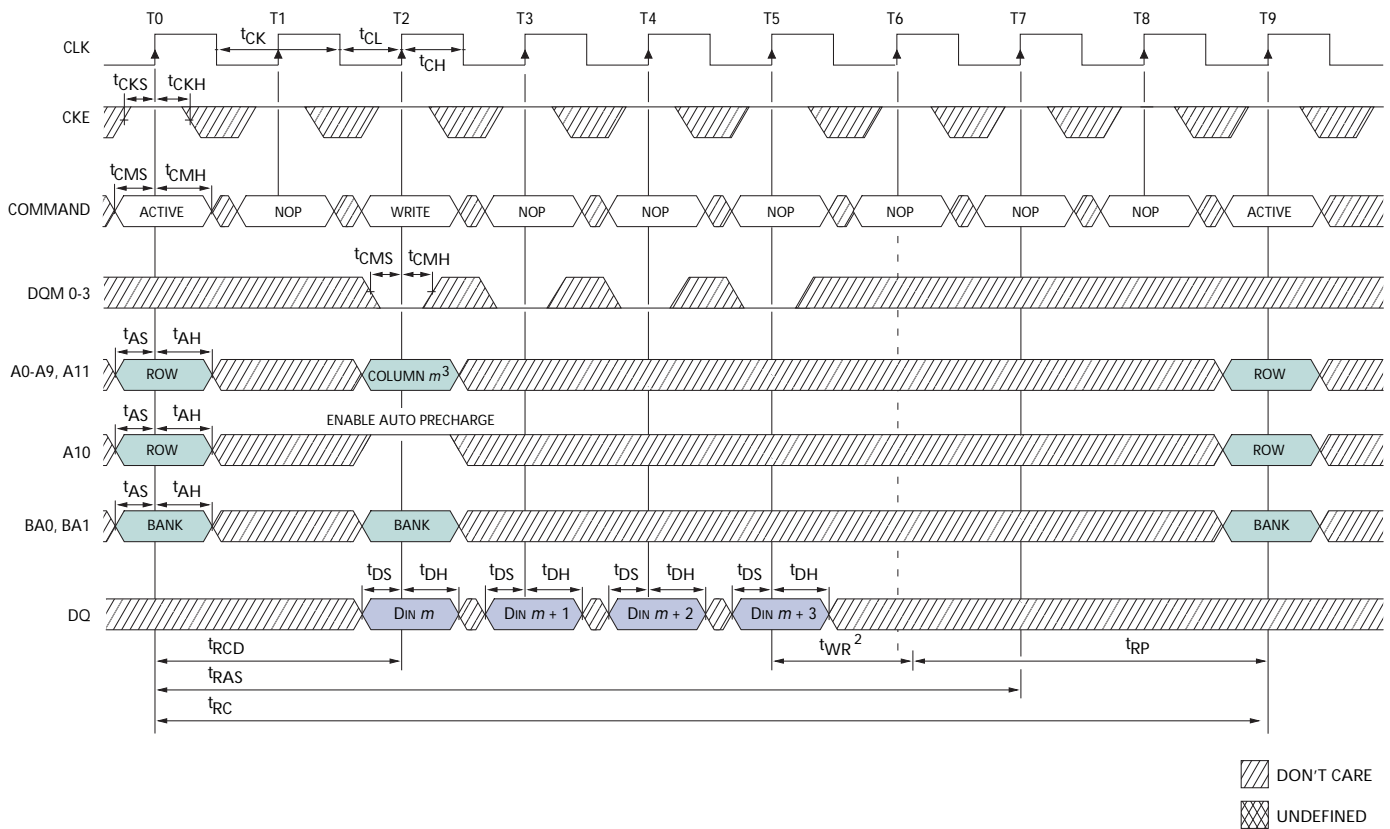 T0 T1 T2 T3 T4 T5 T6 T7 T8 T9
CLK tCK tCL tCH
tCKS tCKH
CKE
tCMS tCMH
COMMAND ACTIVE NOP WRITE NOP NOP NOP NOP NOP NOP ACTIVE
tCMS tCMH
DQM 0-3
tAS tAH
A0-A9, A11 ROW COLUMN m3 ROW
tAS tAH ENABLE AUTO PRECHARGE
A10 ROW ROW
tAS tAH
BA0, BA1 BANK BANK BANK
tDS tDH tDS tDH tDS tDH tDS tDH
DQ DIN m DIN m + 1 DIN m + 2 DIN m + 3
tRCD tWR2 tRP
tRAS
tRC
DON'T CARE
UNDEFINED